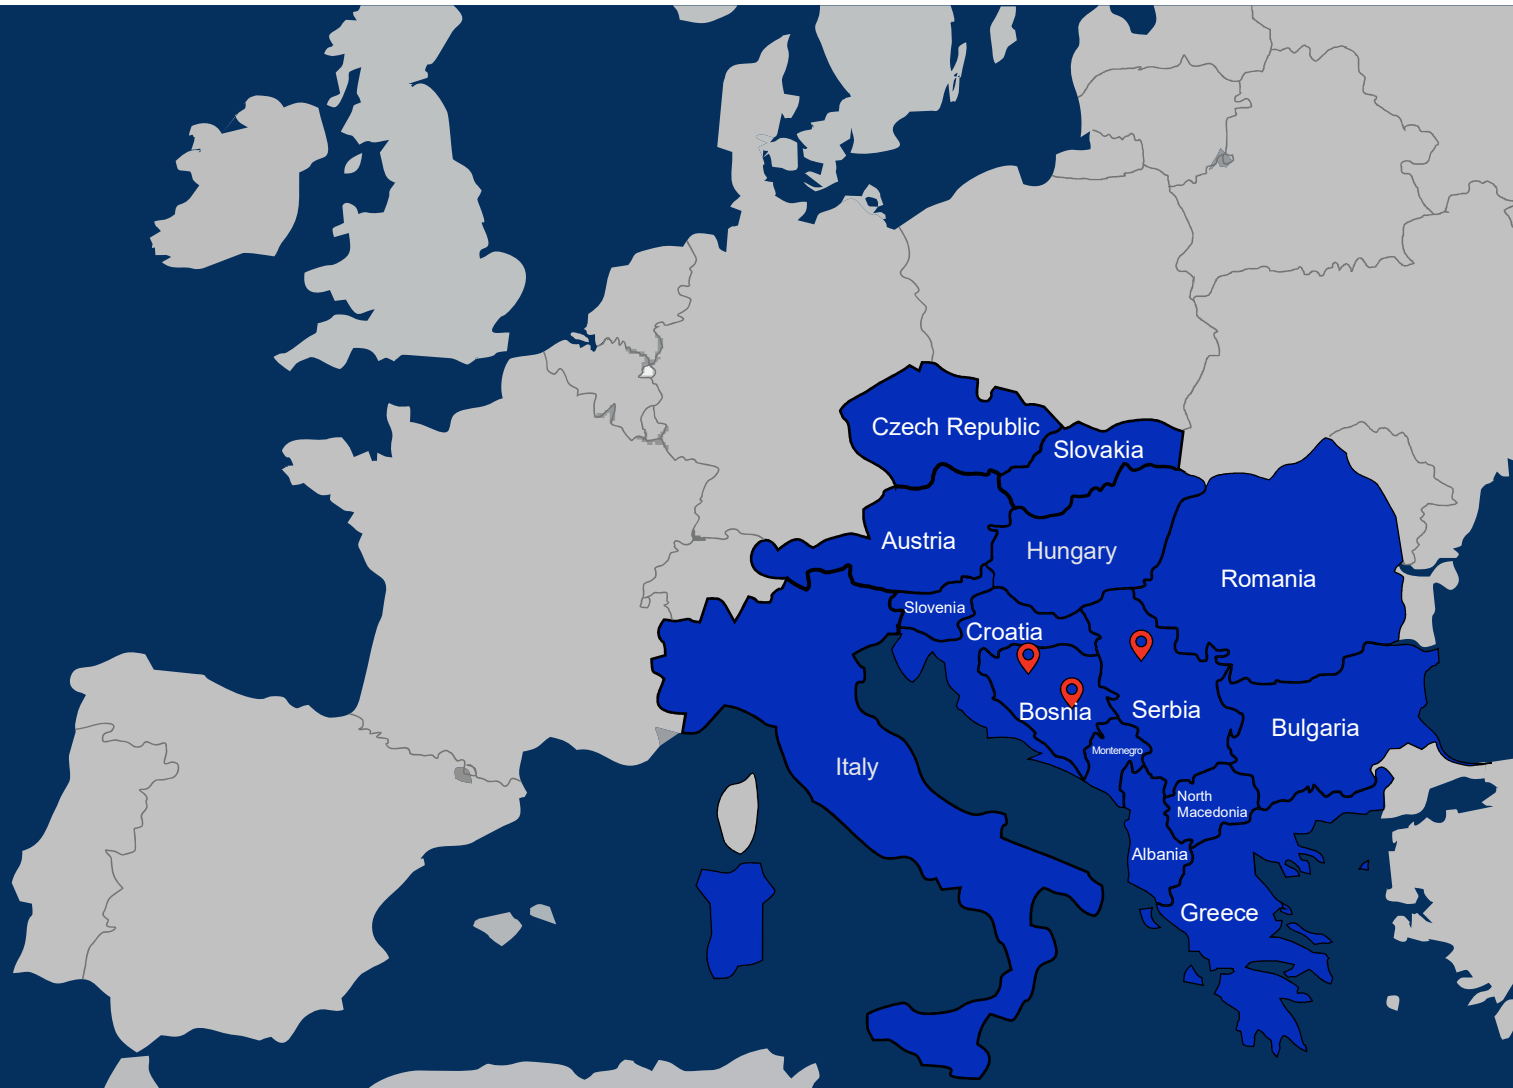 Czech Republic
Slovakia
Austria
Hungary
Romania
Slovenia
Croatia
Bosnia
Serbia
Bulgaria
Montenegro
Italy
North
Macedonia
Albania
Greece